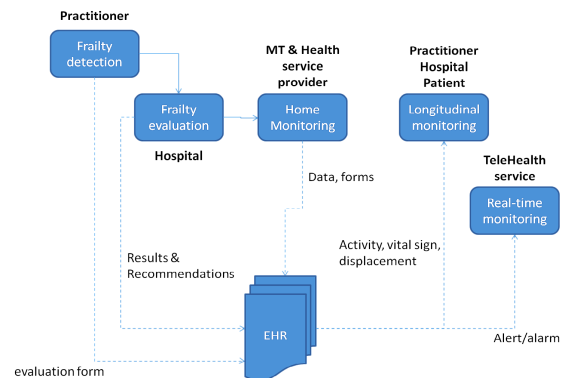 Practitioner
Frailty
detection
MT & Health
service
provider
Practitioner
Hospital
Patient
Frailty
evaluation
Home
Monitoring
Longitudinal
monitoring
Hospital
TeleHealth
service
Data, forms
Real-time
monitoring
Results &
Recommendations
Activity, vital sign,
displacement
EHR
Alert/alarm
evaluation form